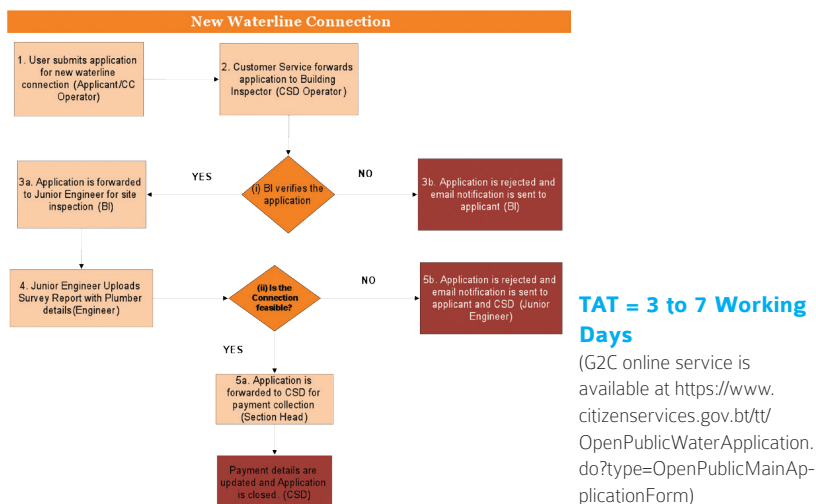 New Waterline Connection
1. User submits application
for new waterline
connection (Applicant/CC
Operator)
2. Customer Service forwards
application to Building
Inspector (CSD Operator)
YES
(i) BI verifies the
application
NO
3a. Application is forwarded
to Junior Engineer for site
inspection (BI)
3b. Application is rejected and
email notification is sent to
applicant (BI)
4. Junior Engineer Uploads
Survey Report with Plumber
details(Engineer)
(ii) Is the
Connection
feasible?
NO
5b. Application is rejected and
email notification is sent to
applicant and CSD (Junior
Engineer)
YES
5a. Application is
forwarded to CSD for
payment collection
(Section Head)
Payment details are
updated and Application
is closed. (CSD)
TAT = 3 to 7 Working
Days
(G2C online service is
available at https://www.
citizenservices.gov.bt/tt/
OpenPublicWaterApplication.
do?type=OpenPublicMainAp-
plicationForm)